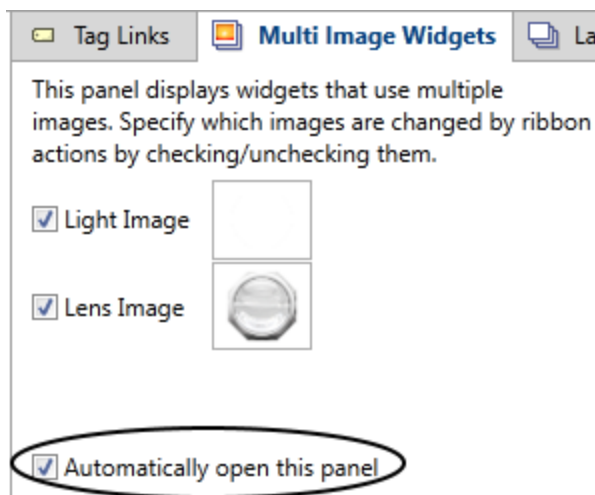 Tag Links Multi Image Widgets La
This panel displays widgets that use multiple
images. Specify which images are changed by ribbon
actions by checking/unchecking them.
Light Image
Lens Image
Automatically open this panel